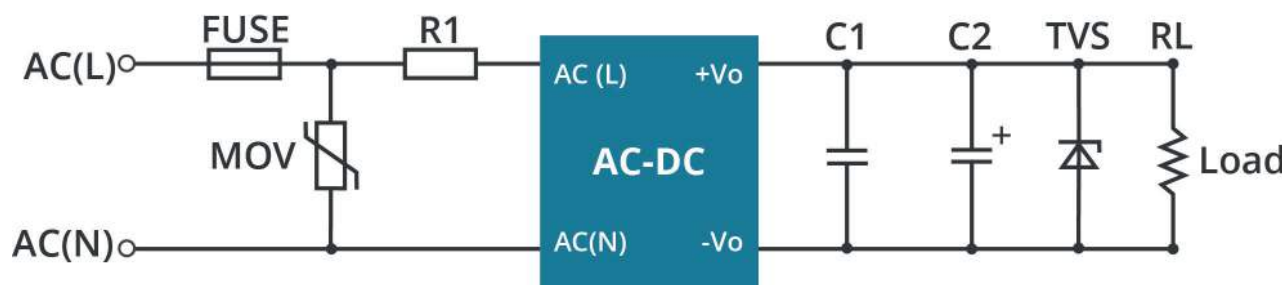 FUSE R1 C1 C2 TVS RL
AC(L) AC (L) +Vo
MOV AC-DC + Load
AC(N) AC(N) -Vo